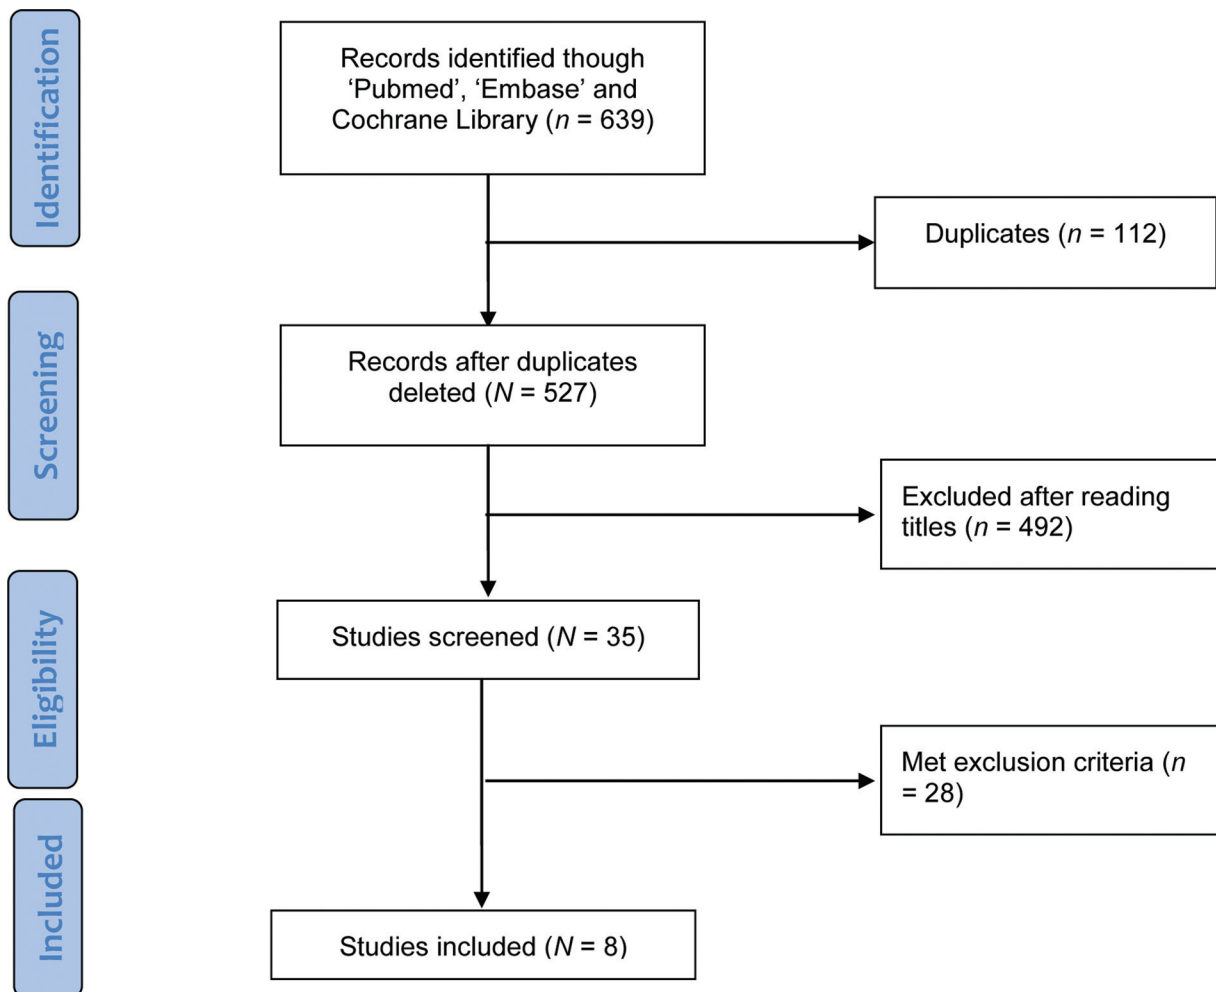 Identification
Records identified though
‘Pubmed’, ‘Embase’ and
Cochrane Library (n = 639)
Duplicates (n = 112)
Screening
Records after duplicates
deleted (N = 527)
Excluded after reading
titles (n = 492)
Eligibility
Studies screened (N = 35)
Met exclusion criteria (n
= 28)
Included
Studies included (N = 8)